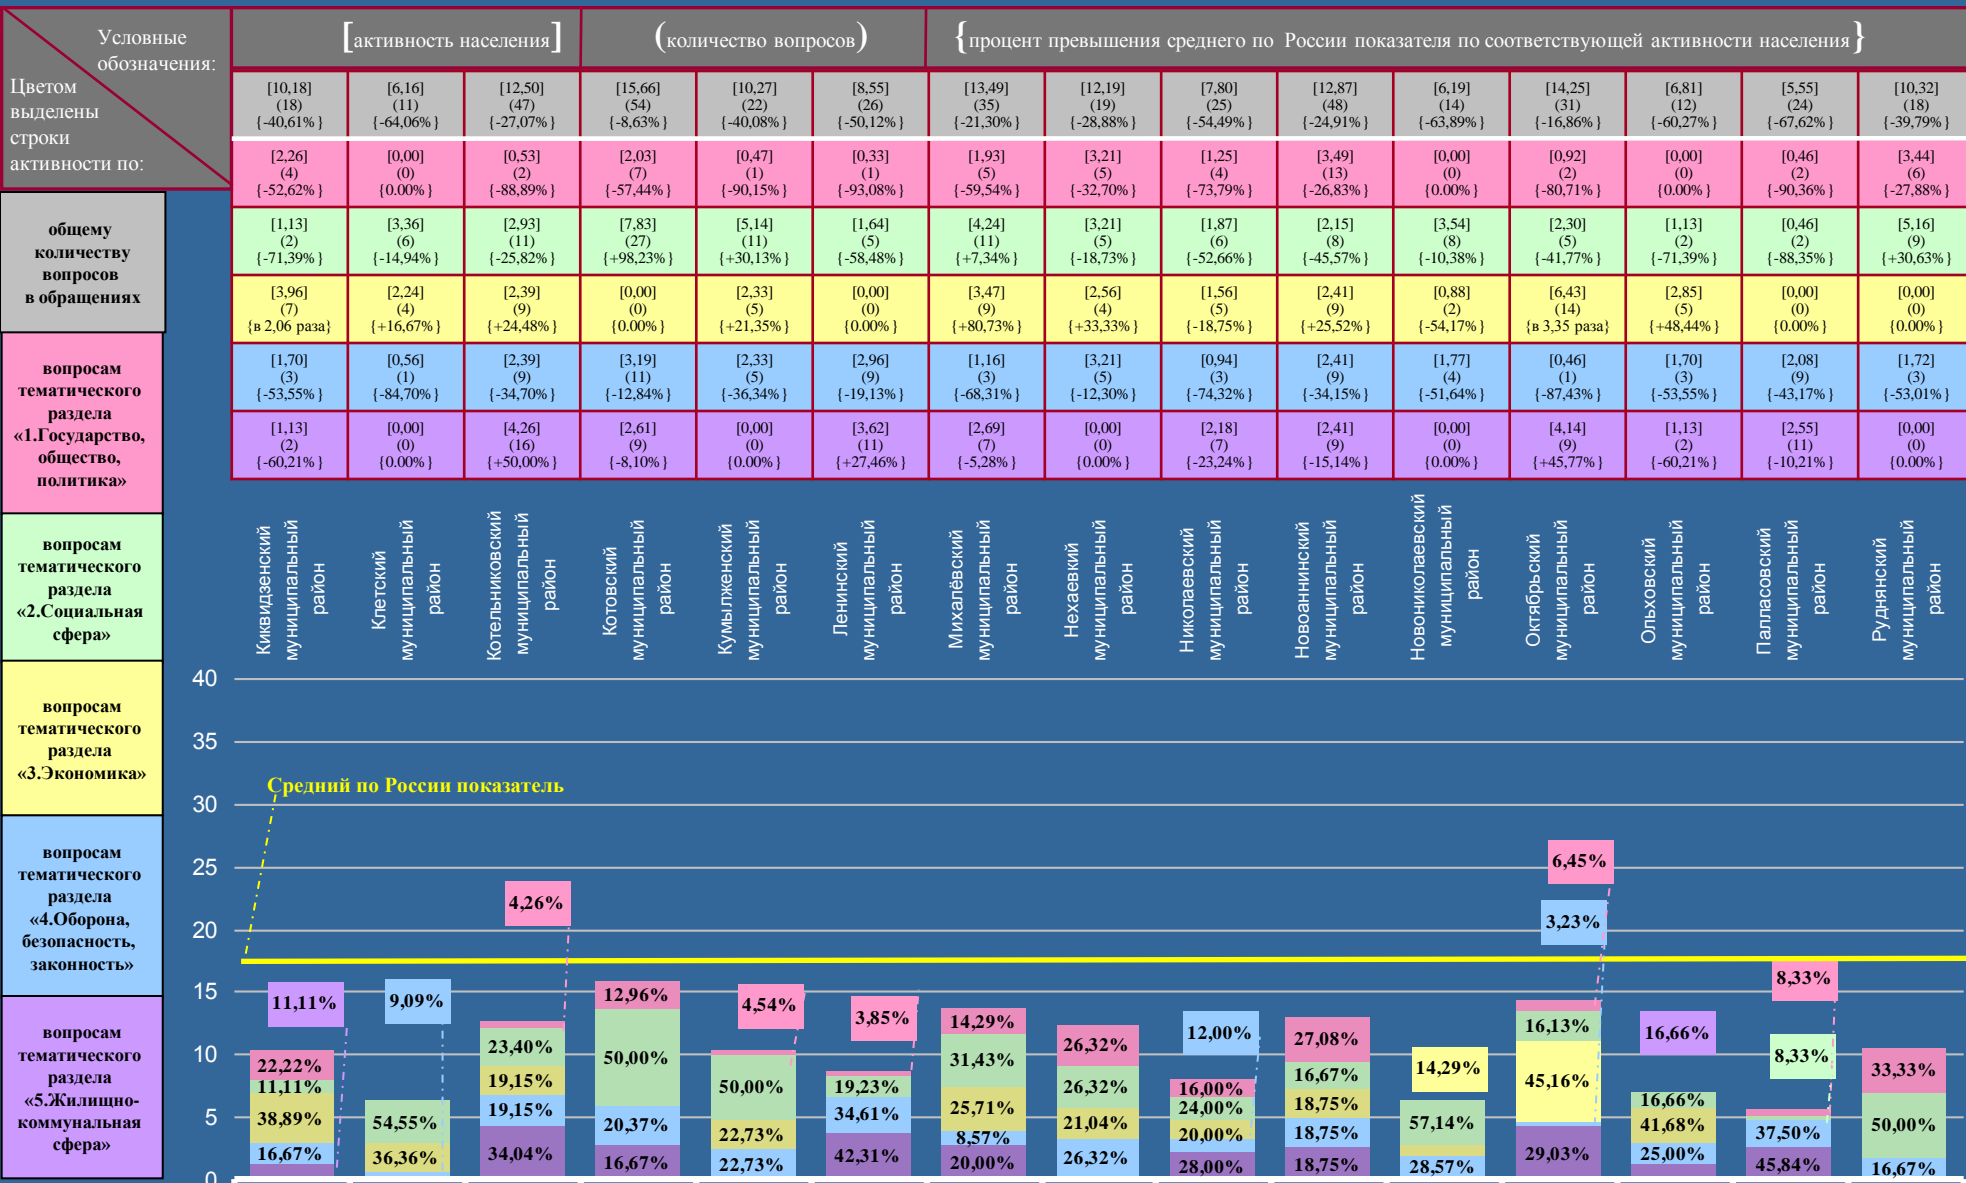 Условные
обозначения:
Цветом
выделены
строки
активности по:
[активность населения]
(количество вопросов)
{процент превышения среднего по России показателя по соответствующей активности населения}
[10,18] [6,16] [12,50] [15,66] [10,27] [8,55] [13,49] [12,19] [7,80] [12,87] [6,19] [14,25] [6,81] [5,55] [10,32]
(18) (11) (47) (54) (22) (26) (35) (19) (25) (48) (14) (31) (12) (24) (18)
{-40,61%} {-64,06%} {-27,07%} {-8,63%} {-40,08%} {-50,12%} {-21,30%} {-28,88%} {-54,49%} {-24,91%} {-63,89%} {-16,86%} {-60,27%} {-67,62%} {-39,79%}
[2,26] [0,00] [0,53] [2,03] [0,47] [0,33] [1,93] [3,21] [1,25] [3,49] [0,00] [0,92] [0,00] [0,46] [3,44]
(4) (0) (2) (7) (1) (1) (5) (5) (4) (13) (0) (2) (0) (2) (6)
{-52,62%} {0.00%} {-88,89%} {-57,44%} {-90,15%} {-93,08%} {-59,54%} {-32,70%} {-73,79%} {-26,83%} {0.00%} {-80,71%} {0.00%} {-90,36%} {-27,88%}
[1,13] [3,36] [2,93] [7,83] [5,14] [1,64] [4,24] [3,21] [1,87] [2,15] [3,54] [2,30] [1,13] [0,46] [5,16]
(2) (6) (11) (27) (11) (5) (11) (5) (6) (8) (8) (5) (2) (2) (9)
{-71,39%} {-14,94%} {-25,82%} {+98,23%} {+30,13%} {-58,48%} {+7,34%} {-18,73%} {-52,66%} {-45,57%} {-10,38%} {-41,77%} {-71,39%} {-88,35%} {+30,63%}
[3,96] [2,24] [2,39] [0,00] [2,33] [0,00] [3,47] [2,56] [1,56] [2,41] [0,88] [6,43] [2,85] [0,00] [0,00]
(7) (4) (9) (0) (5) (0) (9) (4) (5) (9) (2) (14) (5) (0) (0)
{в 2,06 раза} {+16,67%} {+24,48%} {0.00%} {+21,35%} {0.00%} {+80,73%} {+33,33%} {-18,75%} {+25,52%} {-54,17%} {в 3,35 раза} {+48,44%} {0.00%} {0.00%}
[1,70] [0,56] [2,39] [3,19] [2,33] [2,96] [1,16] [3,21] [0,94] [2,41] [1,77] [0,46] [1,70] [2,08] [1,72]
(3) (1) (9) (11) (5) (9) (3) (5) (3) (9) (4) (1) (3) (9) (3)
{-53,55%} {-84,70%} {-34,70%} {-12,84%} {-36,34%} {-19,13%} {-68,31%} {-12,30%} {-74,32%} {-34,15%} {-51,64%} {-87,43%} {-53,55%} {-43,17%} {-53,01%}
[1,13] [0,00] [4,26] [2,61] [0,00] [3,62] [2,69] [0,00] [2,18] [2,41] [0,00] [4,14] [1,13] [2,55] [0,00]
(2) (0) (16) (9) (0) (11) (7) (0) (7) (9) (0) (9) (2) (11) (0)
{-60,21%} {0.00%} {+50,00%} {-8,10%} {0.00%} {+27,46%} {-5,28%} {0.00%} {-23,24%} {-15,14%} {0.00%} {+45,77%} {-60,21%} {-10,21%} {0.00%}
общему
количеству
вопросов
в обращениях
вопросам
тематического
раздела
«1.Государство,
общество,
политика»
вопросам
тематического
раздела
«2.Социальная
сфера»
вопросам
тематического
раздела
«3.Экономика»
вопросам
тематического
раздела
«4.Оборона,
безопасность,
законность»
вопросам
тематического
раздела
«5.Жилищно-
коммунальная
сфера»
Киквидзенский
муниципальный
район
Клетский
муниципальный
район
Котельниковский
муниципальный
район
Котовский
муниципальный
район
Кумылженский
муниципальный
район
Ленинский
муниципальный
район
Михалёвский
муниципальный
район
Нехаевкий
муниципальный
район
Николаевский
муниципальный
район
Новоаннинский
муниципальный
район
Новониколаевский
муниципальный
район
Октябрьский
муниципальный
район
Ольховский
муниципальный
район
Палласовский
муниципальный
район
Руднянский
муниципальный
район
40
35
30
25
20
15
10
5
0
Средний по России показатель
11,11%
22,22%
11,11%
38,89%
16,67%
9,09%
54,55%
36,36%
4,26%
23,40%
19,15%
19,15%
34,04%
12,96%
50,00%
20,37%
16,67%
4,54%
50,00%
22,73%
22,73%
3,85%
19,23%
34,61%
42,31%
14,29%
31,43%
25,71%
8,57%
20,00%
26,32%
26,32%
21,04%
26,32%
12,00%
16,00%
24,00%
20,00%
28,00%
27,08%
16,67%
18,75%
18,75%
18,75%
14,29%
57,14%
28,57%
6,45%
3,23%
16,13%
45,16%
29,03%
16,66%
16,66%
41,68%
25,00%
8,33%
8,33%
37,50%
45,84%
33,33%
50,00%
16,67%